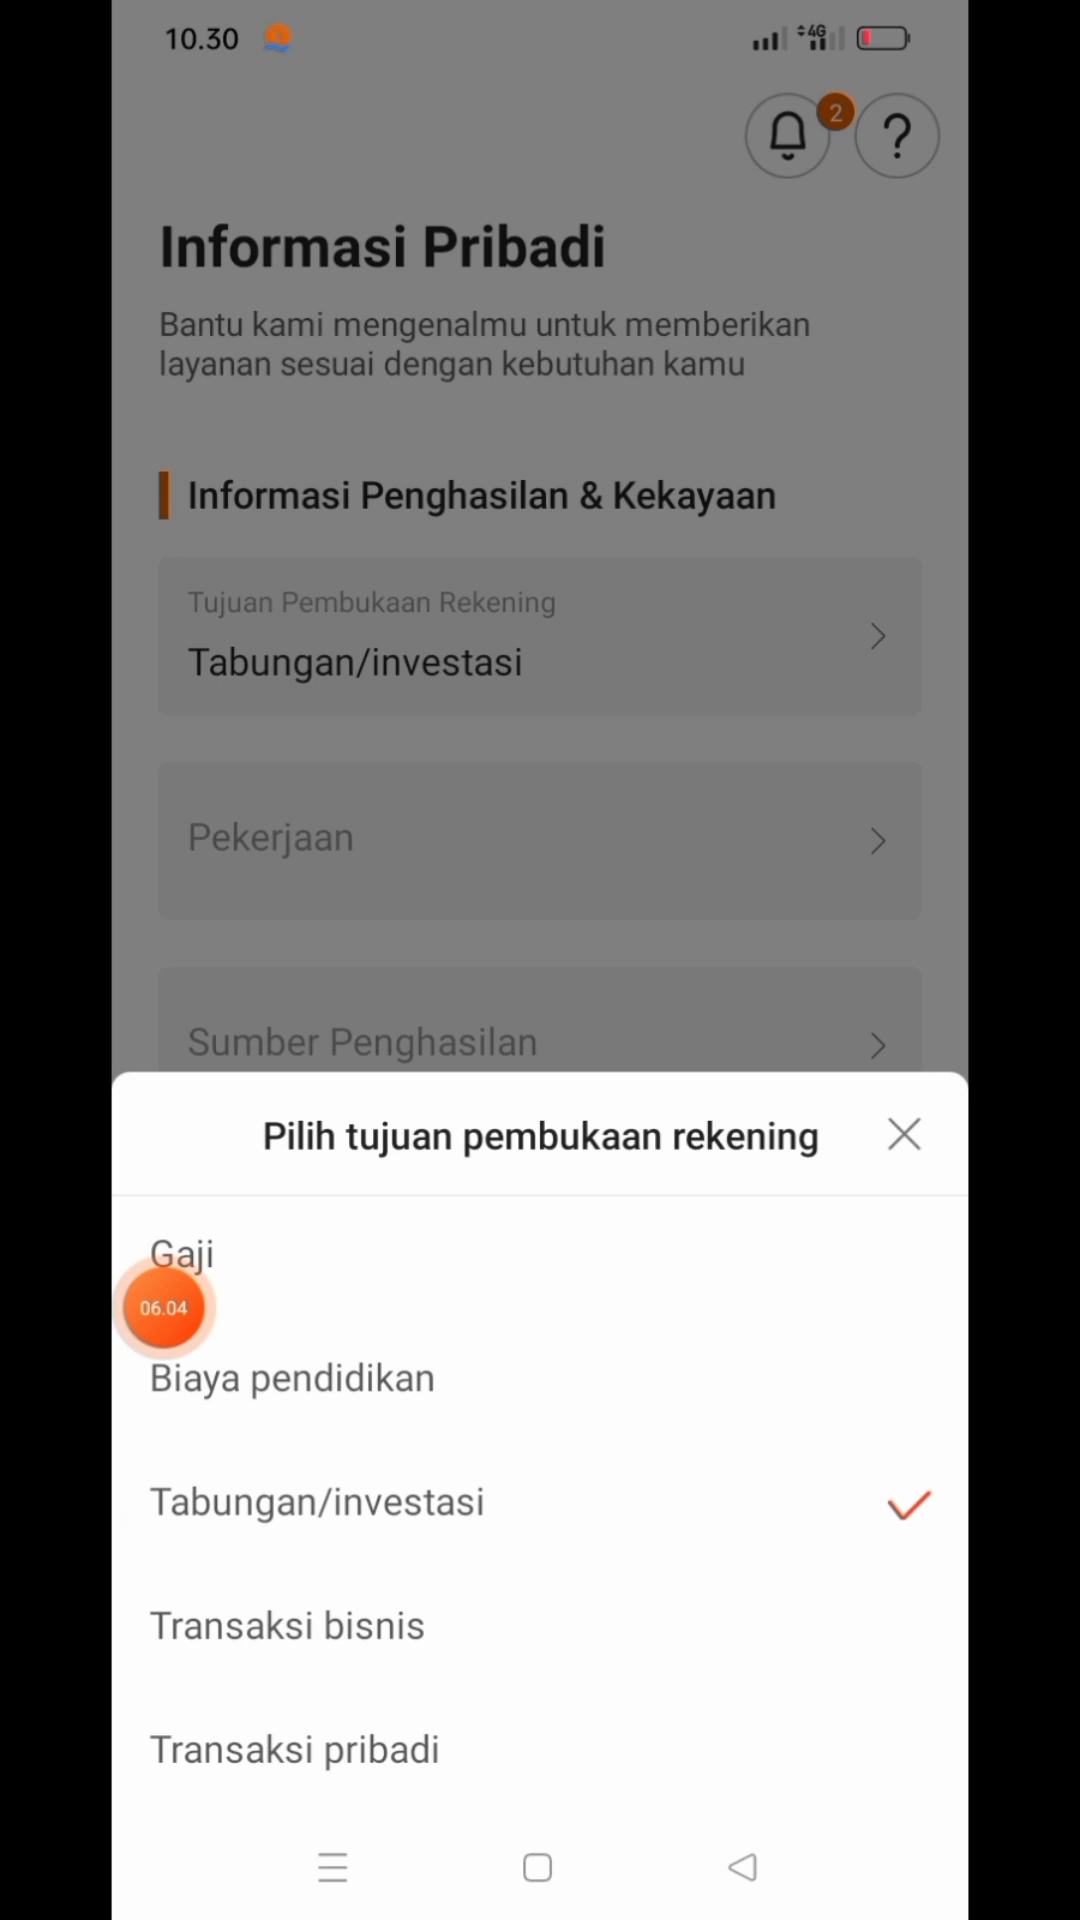 10.30
4G
2
?
Informasi Pribadi
Bantu kami mengenalmu untuk memberikan
layanan sesuai dengan kebutuhan kamu
Informasi Penghasilan & Kekayaan
Tujuan Pembukaan Rekening
Tabungan/investasi
Pekerjaan
Sumber Penghasilan
Pilih tujuan pembukaan rekening
Gaji
06.04
Biaya pendidikan
Tabungan/investasi
Transaksi bisnis
Transaksi pribadi